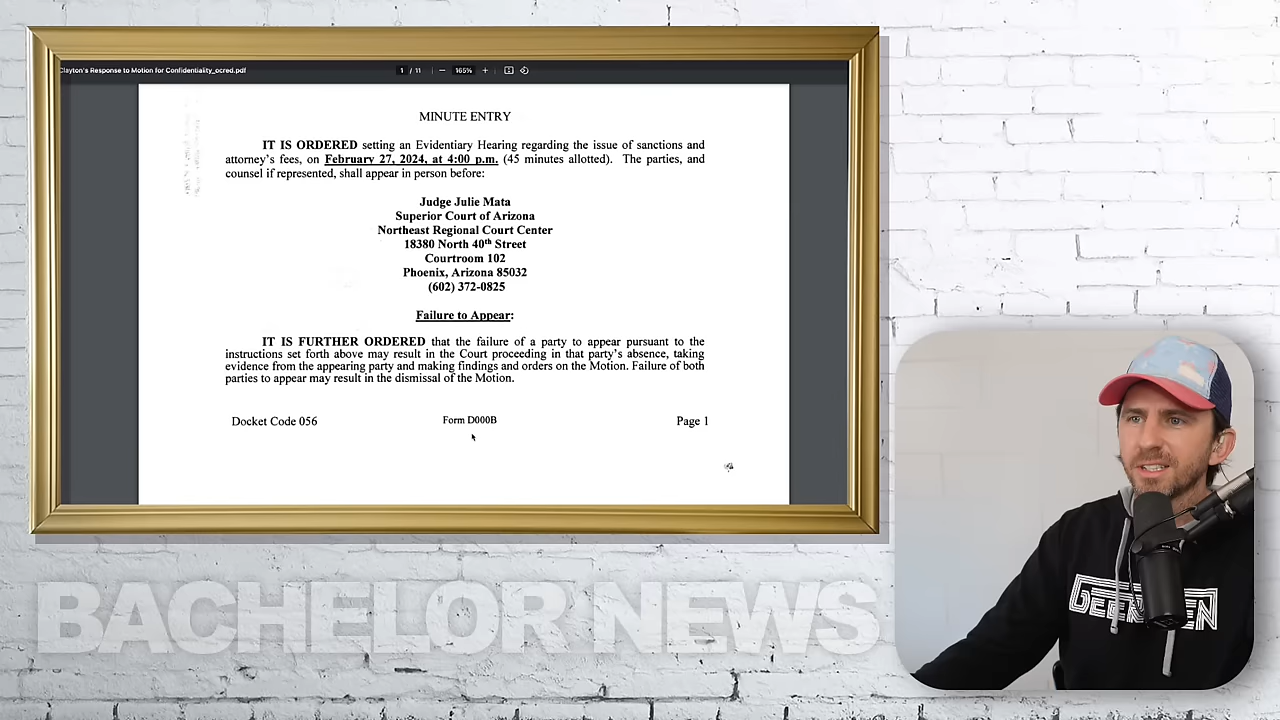 Clayton's Response to Motion for Confidentiality_ocred.pdf
1 / 11
165%
MINUTE ENTRY
IT IS ORDERED setting an Evidentiary Hearing regarding the issue of sanctions and
attorney's fees, on February 27, 2024, at 4:00 p.m. (45 minutes allotted). The parties, and
counsel if represented, shall appear in person before:
Judge Julie Mata
Superior Court of Arizona
Northeast Regional Court Center
18380 North 40th Street
Courtroom 102
Phoenix, Arizona 85032
(602) 372-0825
Failure to Appear:
IT IS FURTHER ORDERED that the failure of a party to appear pursuant to the
instructions set forth above may result in the Court proceeding in that party's absence, taking
evidence from the appearing party and making findings and orders on the Motion. Failure of both
parties to appear may result in the dismissal of the Motion.
Docket Code 056
Form D000B
Page 1
BACHELOR NEWS